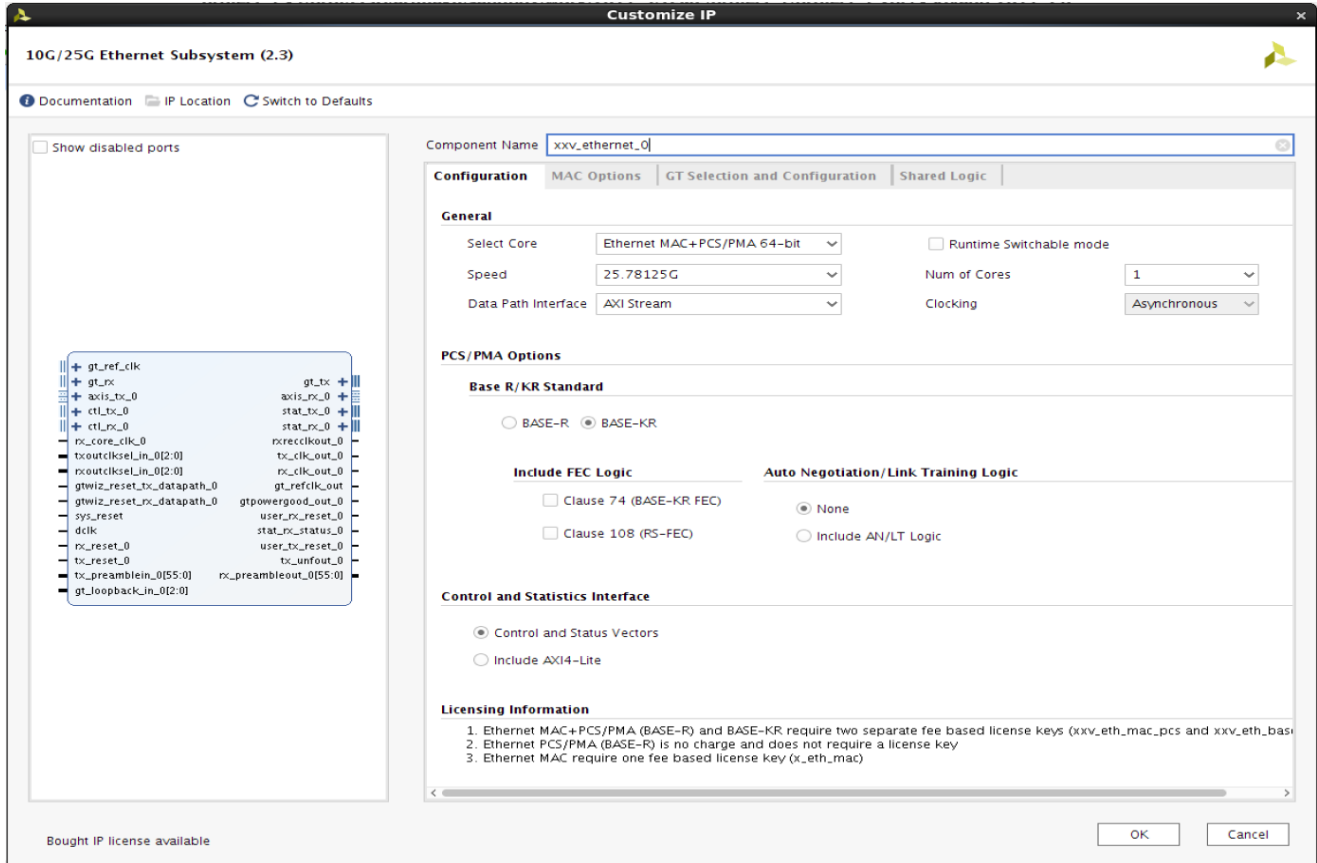 Customize IP
10G/25G Ethernet Subsystem (2.3)
Documentation IP Location Switch to Defaults
Show disabled ports
gt_ref_clk
gt_rx gt_tx
axis_tx_0 axis_rx_0
ctl_tx_0 stat_tx_0
ctl_rx_0 stat_rx_0
rx_core_clk_0 rxrecclkout_0
txoutclksel_in_0[2:0] tx_clk_out_0
rxoutclksel_in_0[2:0] rx_clk_out_0
gtwiz_reset_tx_datapath_0 gt_refclk_out
gtwiz_reset_rx_datapath_0 gtpowergood_out_0
sys_reset user_rx_reset_0
dclk stat_rx_status_0
rx_reset_0 user_tx_reset_0
tx_reset_0 tx_unfout_0
tx_preamblein_0[55:0] rx_preambleout_0[55:0]
gt_loopback_in_0[2:0]
Component Name xxv_ethernet_0
Configuration MAC Options GT Selection and Configuration Shared Logic
General
Select Core Ethernet MAC+PCS/PMA 64-bit Runtime Switchable mode
Speed 25.78125G Num of Cores 1
Data Path Interface AXI Stream Clocking Asynchronous
PCS/PMA Options
Base R/KR Standard
BASE-R BASE-KR
Include FEC Logic Auto Negotiation/Link Training Logic
Clause 74 (BASE-KR FEC) None
Clause 108 (RS-FEC) Include AN/LT Logic
Control and Statistics Interface
Control and Status Vectors
Include AXI4-Lite
Licensing Information
1. Ethernet MAC+PCS/PMA (BASE-R) and BASE-KR require two separate fee based license keys (xxv_eth_mac_pcs and xxv_eth_base
2. Ethernet PCS/PMA (BASE-R) is no charge and does not require a license key
3. Ethernet MAC require one fee based license key (x_eth_mac)
Bought IP license available
OK Cancel